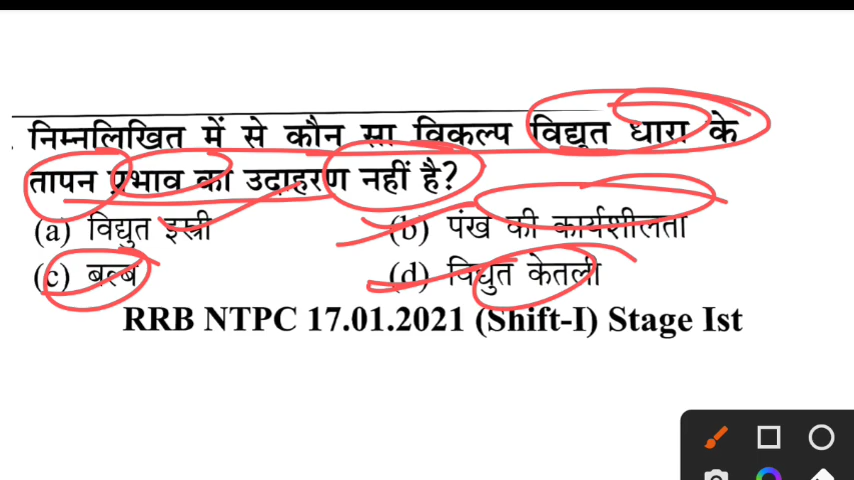 निम्नलिखित में से कौन सा विकल्प विद्युत धारा के
तापन प्रभाव का उदाहरण नहीं है?
(a) विद्युत इस्त्री (b) पंखे की कार्यशीलता
(c) बल्ब (d) विद्युत केतली
RRB NTPC 17.01.2021 (Shift-I) Stage Ist